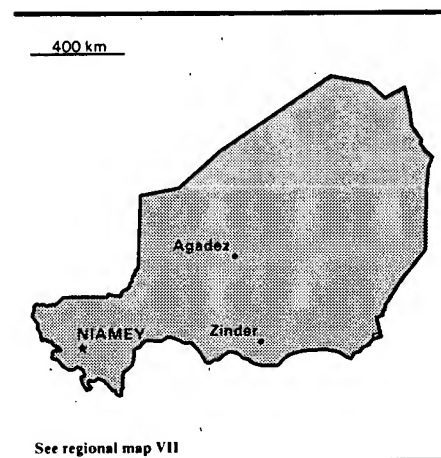 400 km
Agadez
NIAMEY
Zinder
See regional map VII